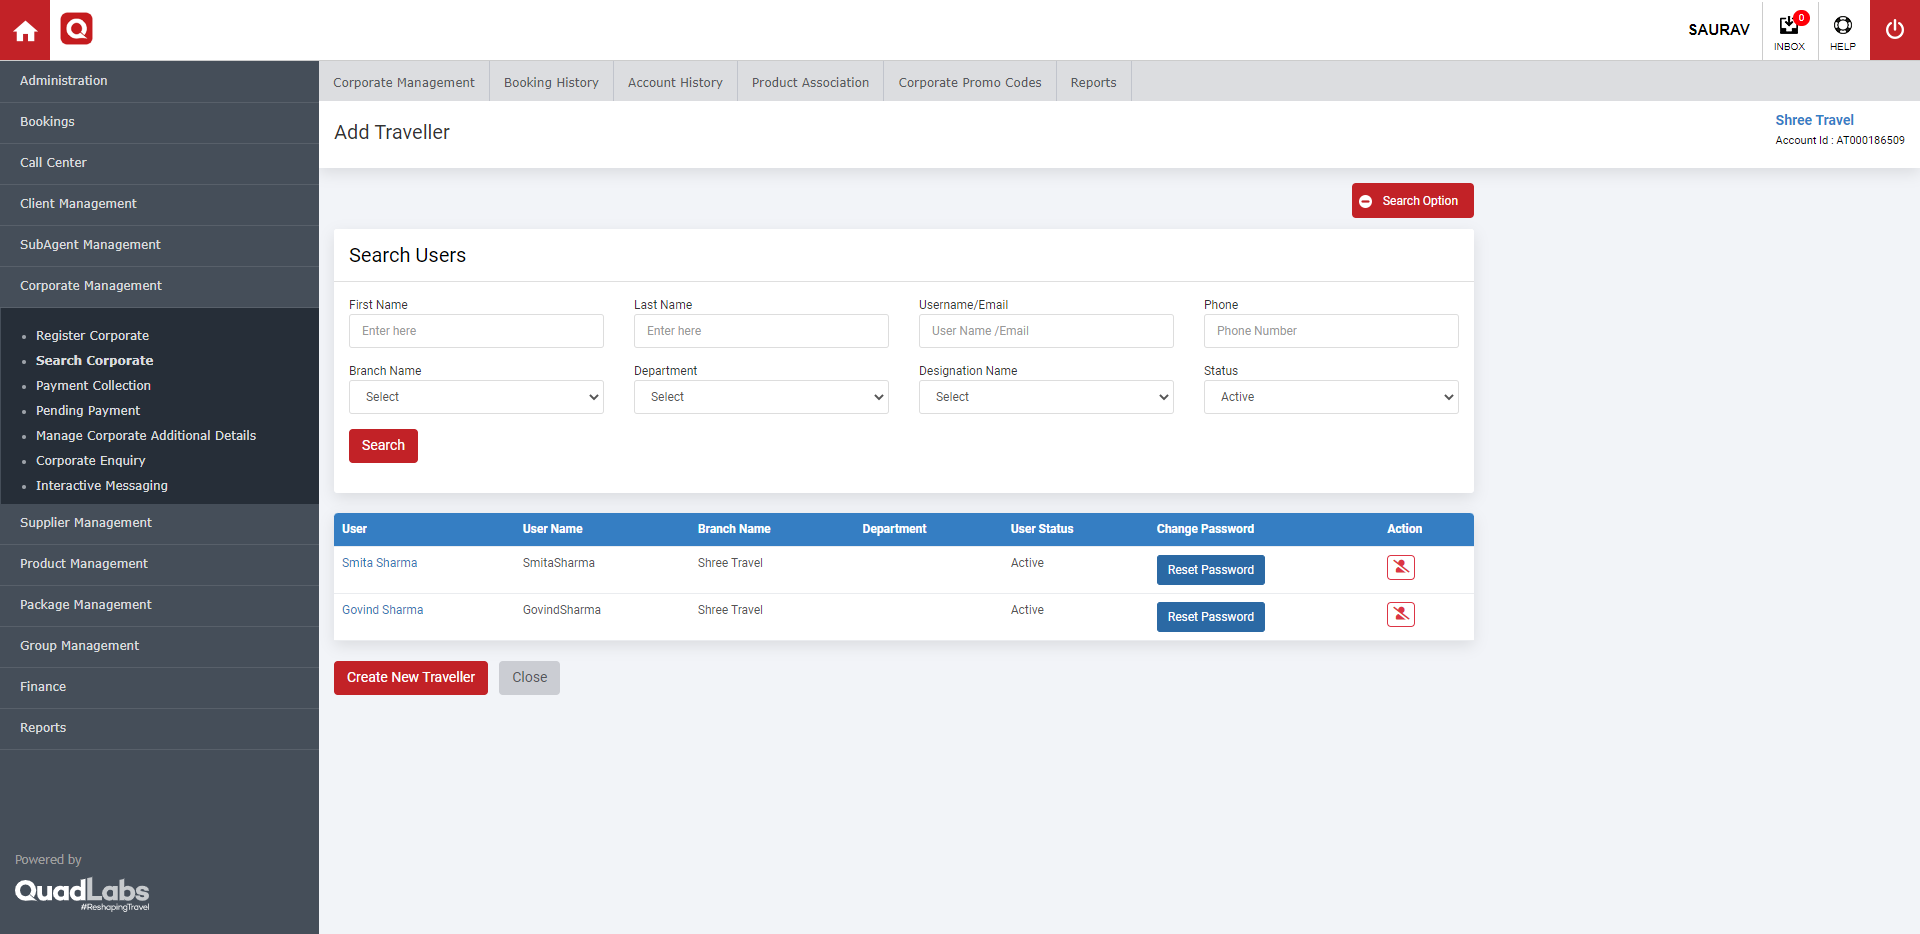 Q
SAURAV
0
INBOX
HELP
Administration
Bookings
Call Center
Client Management
SubAgent Management
Corporate Management
Register Corporate
Search Corporate
Payment Collection
Pending Payment
Manage Corporate Additional Details
Corporate Enquiry
Interactive Messaging
Supplier Management
Product Management
Package Management
Group Management
Finance
Reports
Powered by
QuadLabs
#ReshapingTravel
Corporate Management Booking History Account History Product Association Corporate Promo Codes Reports
Add Traveller
Shree Travel
Account Id : AT000186509
Search Option
Search Users
First Name Last Name Username/Email Phone
Enter here Enter here User Name /Email Phone Number
Branch Name Department Designation Name Status
Select Select Select Active
Search
User User Name Branch Name Department User Status Change Password Action
Smita Sharma SmitaSharma Shree Travel Active Reset Password
Govind Sharma GovindSharma Shree Travel Active Reset Password
Create New Traveller Close